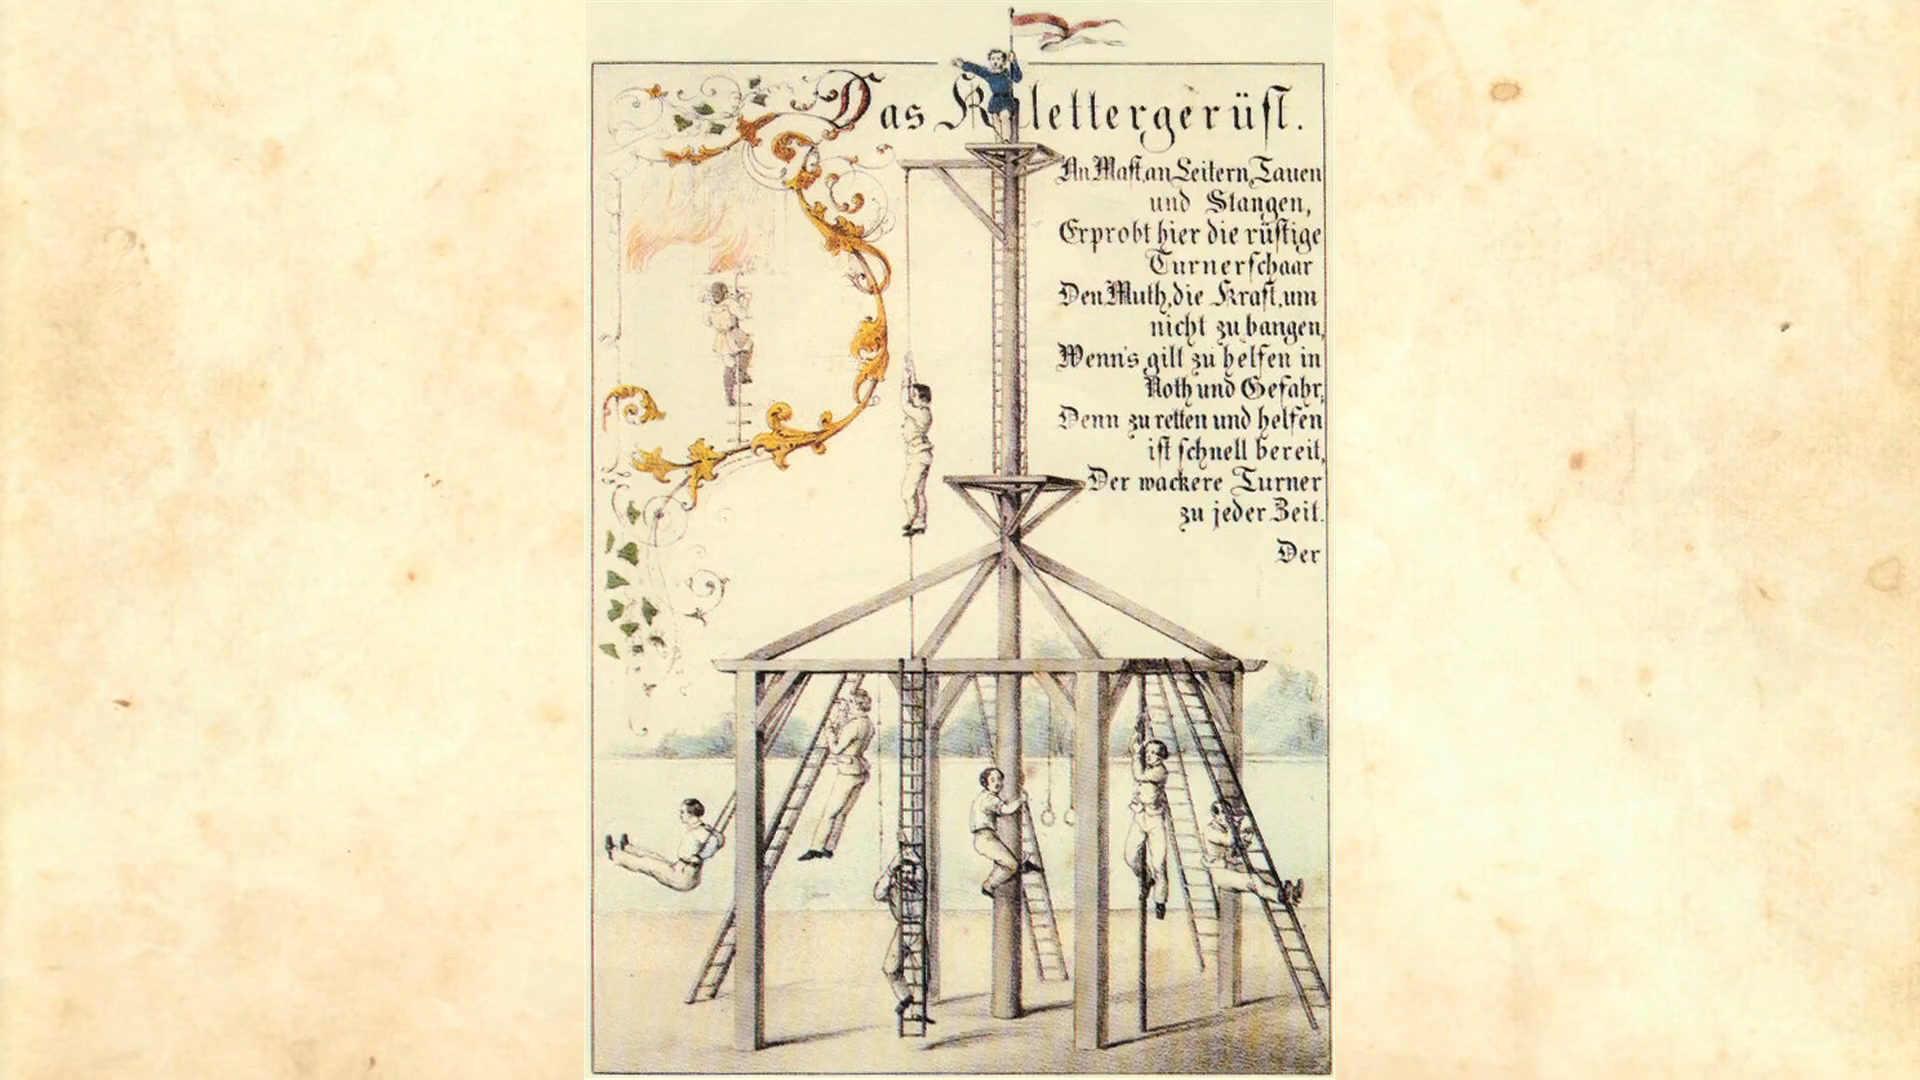 Das Klettergerüſt.
An Maſt, an Leitern, Tauen
und Stangen,
Erprobt hier die rüſtige
Turnerſchaar
Den Muth, die Kraft, um
nicht zu bangen,
Wenn's gilt zu helfen in
Noth und Gefahr,
Denn zu retten und helfen
iſt ſchnell bereit,
Der wackere Turner
zu jeder Zeit.
Der